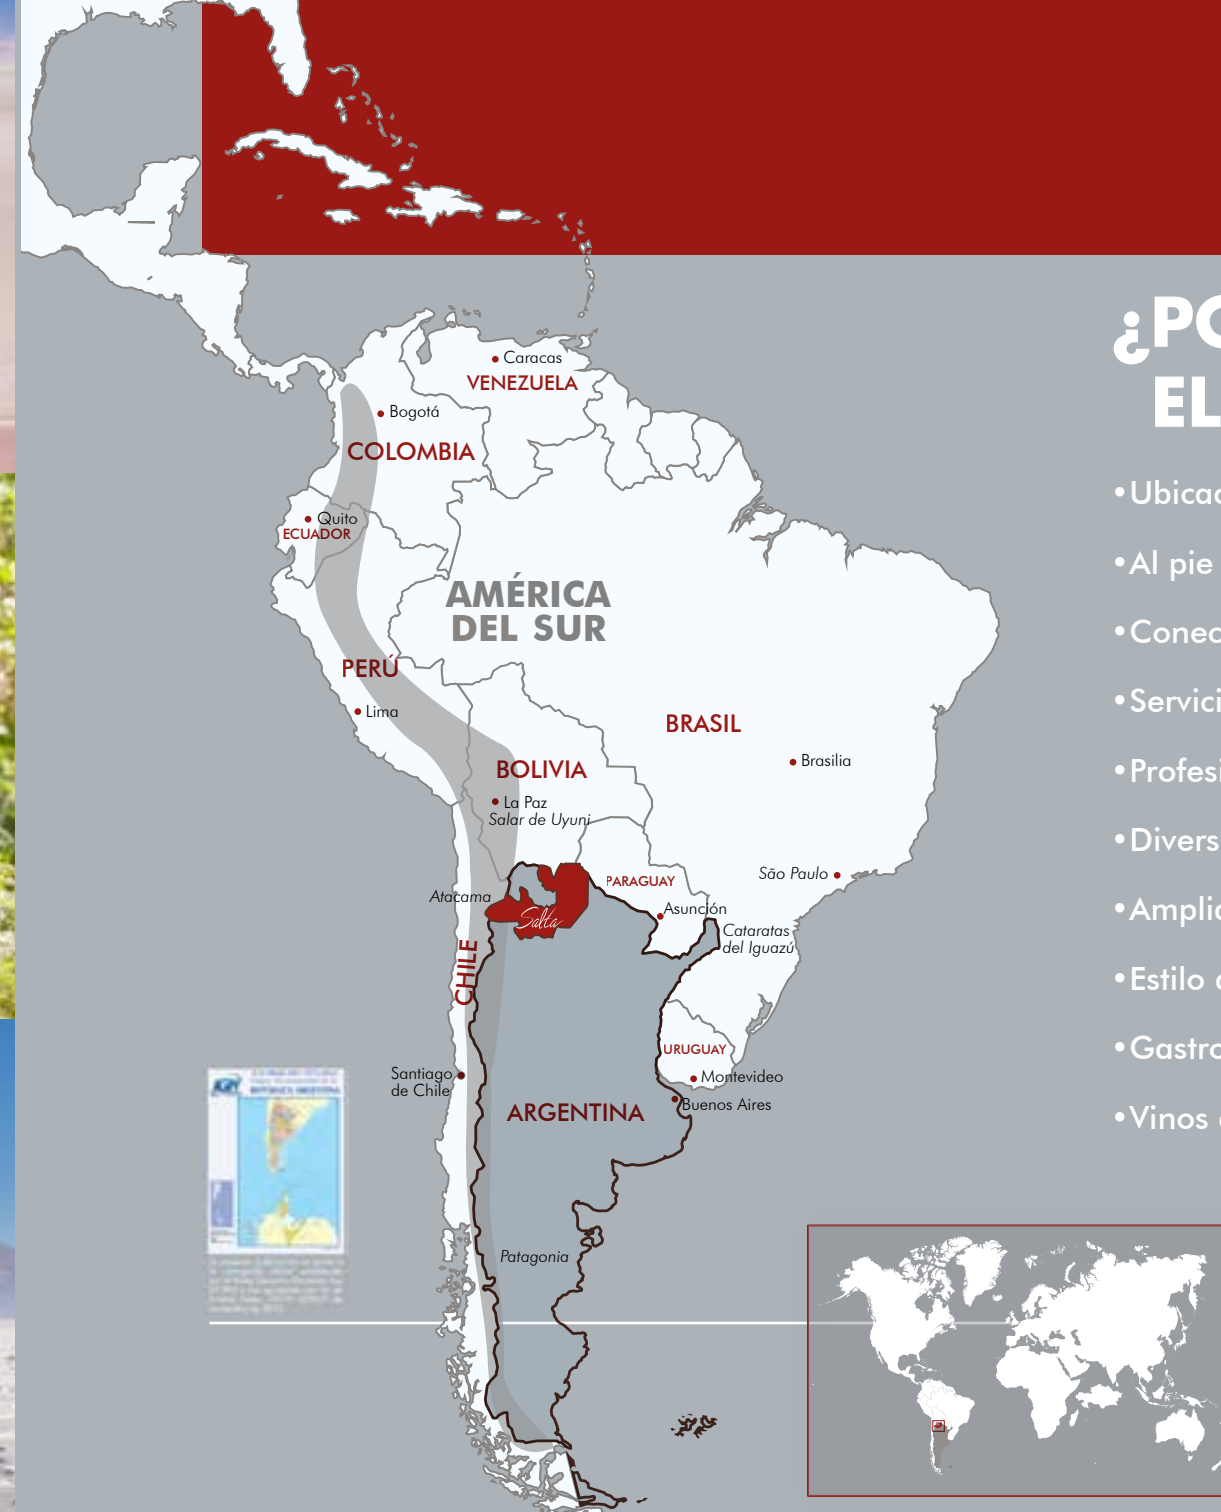 Caracas
VENEZUELA
Bogotá
COLOMBIA
Quito
ECUADOR
AMÉRICA
DEL SUR
PERÚ
Lima
BRASIL
Brasilia
BOLIVIA
La Paz
Salar de Uyuni
São Paulo
PARAGUAY
Atacama
Asunción
Salta
Cataratas
del Iguazú
CHILE
URUGUAY
Santiago
de Chile
Montevideo
Buenos Aires
ARGENTINA
Patagonia
¿PO
EL
•Ubicac
•Al pie
•Conec
•Servici
•Profesi
•Divers
•Amplic
•Estilo
•Gastro
•Vinos